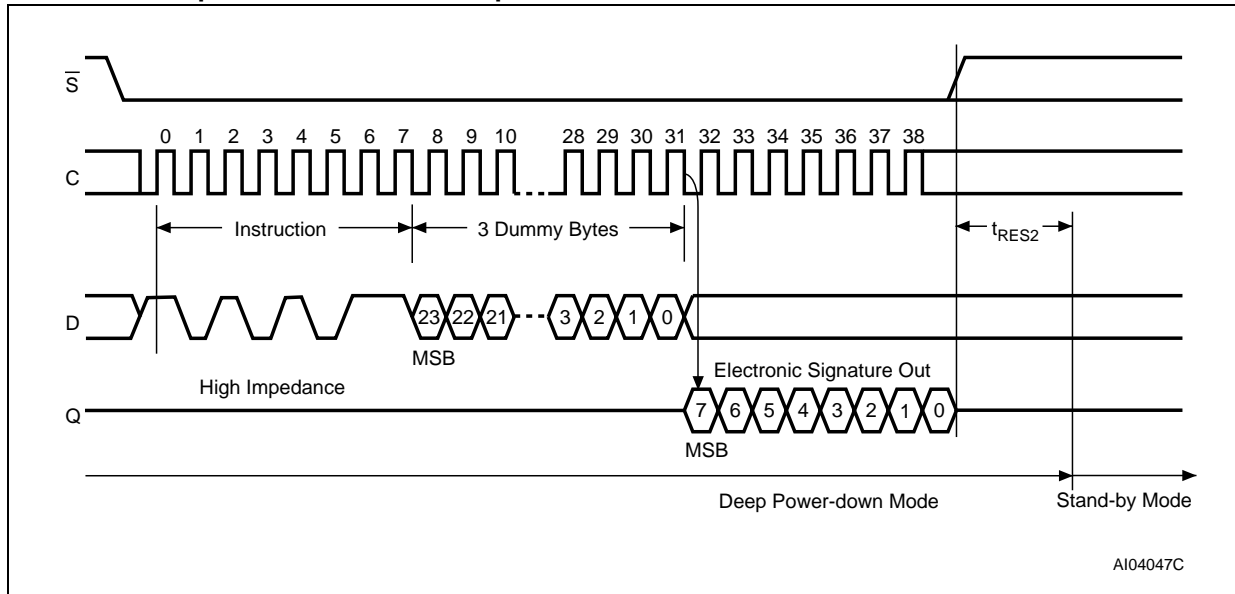 S
0 1 2 3 4 5 6 7 8 9 10 28 29 30 31 32 33 34 35 36 37 38
C
Instruction 3 Dummy Bytes tRES2
D 23 22 21 3 2 1 0
MSB
High Impedance Electronic Signature Out
Q 7 6 5 4 3 2 1 0
MSB
Deep Power-down Mode Stand-by Mode
AI04047C